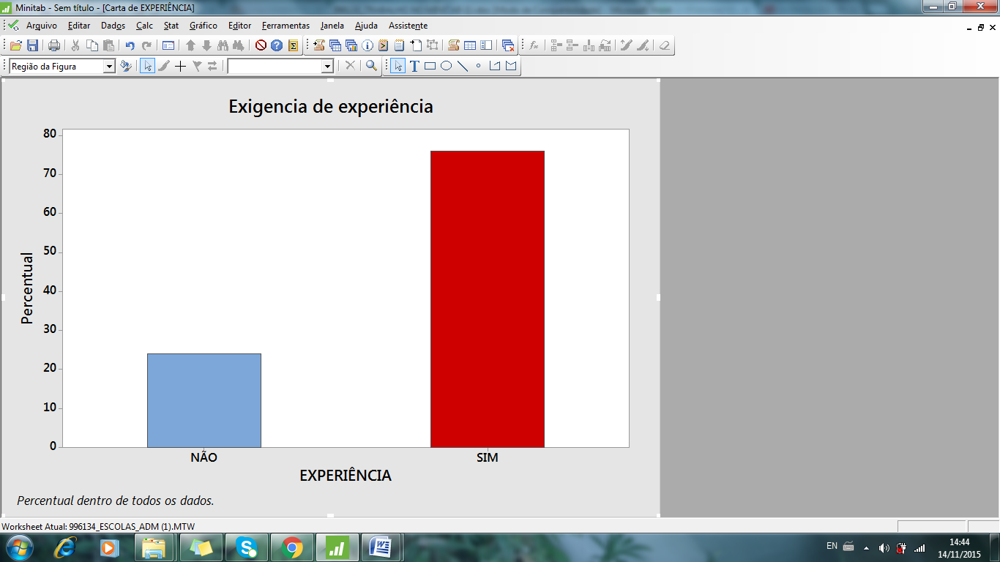 Minitab - Sem título - [Carta de EXPERIÊNCIA]
Arquivo Editar Dados Calc Stat Gráfico Editor Ferramentas Janela Ajuda Assistente
Região da Figura
Exigencia de experiência
80
70
60
50
40
30
20
10
0
Percentual
NÃO SIM
EXPERIÊNCIA
Percentual dentro de todos os dados.
Worksheet Atual: 996134_ESCOLAS_ADM (1).MTW
EN
14:44
14/11/2015